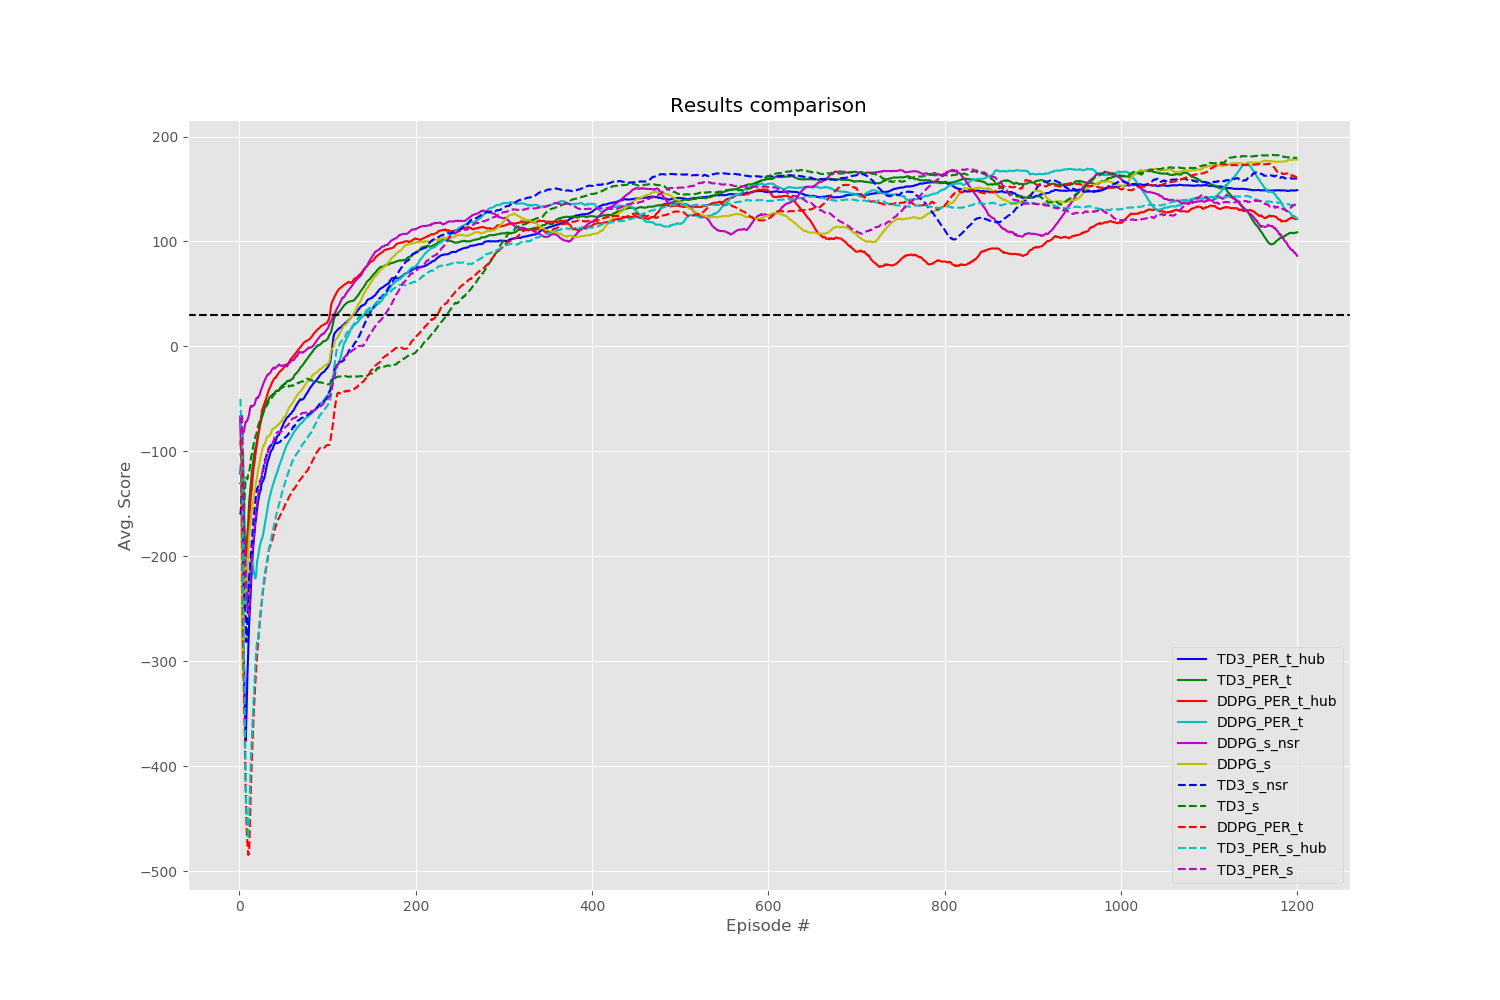 Results comparison
200
100
0
−100
−200
−300
−400
−500
Avg. Score
0
200
400
600
800
1000
1200
Episode #
TD3_PER_t_hub
TD3_PER_t
DDPG_PER_t_hub
DDPG_PER_t
DDPG_s_nsr
DDPG_s
TD3_s_nsr
TD3_s
DDPG_PER_t
TD3_PER_s_hub
TD3_PER_s